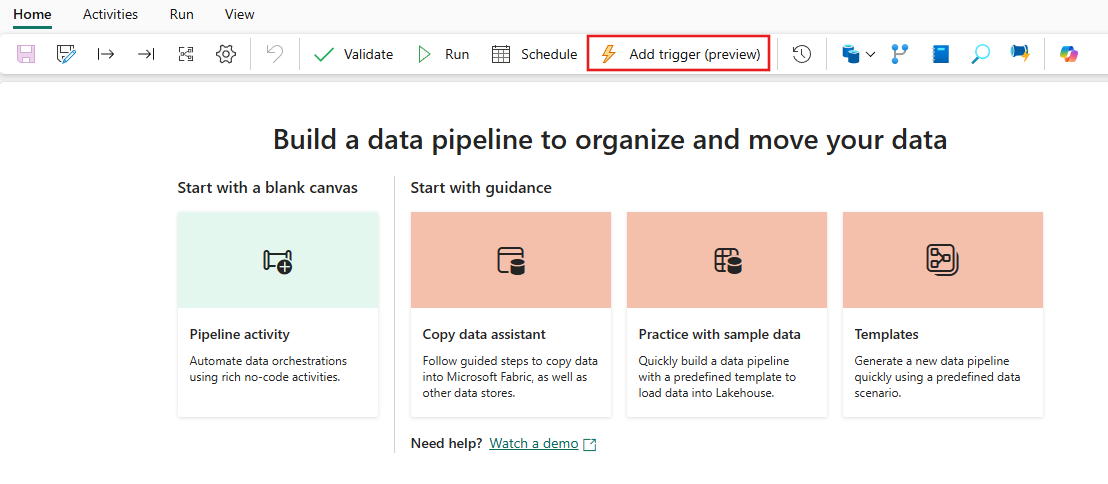 Home Activities Run View
Validate Run Schedule Add trigger (preview)
Build a data pipeline to organize and move your data
Start with a blank canvas
Start with guidance
Pipeline activity
Automate data orchestrations
using rich no-code activities.
Copy data assistant
Follow guided steps to copy data
into Microsoft Fabric, as well as
other data stores.
Practice with sample data
Quickly build a data pipeline
with a predefined template to
load data into Lakehouse.
Templates
Generate a new data pipeline
quickly using a predefined data
scenario.
Need help? Watch a demo